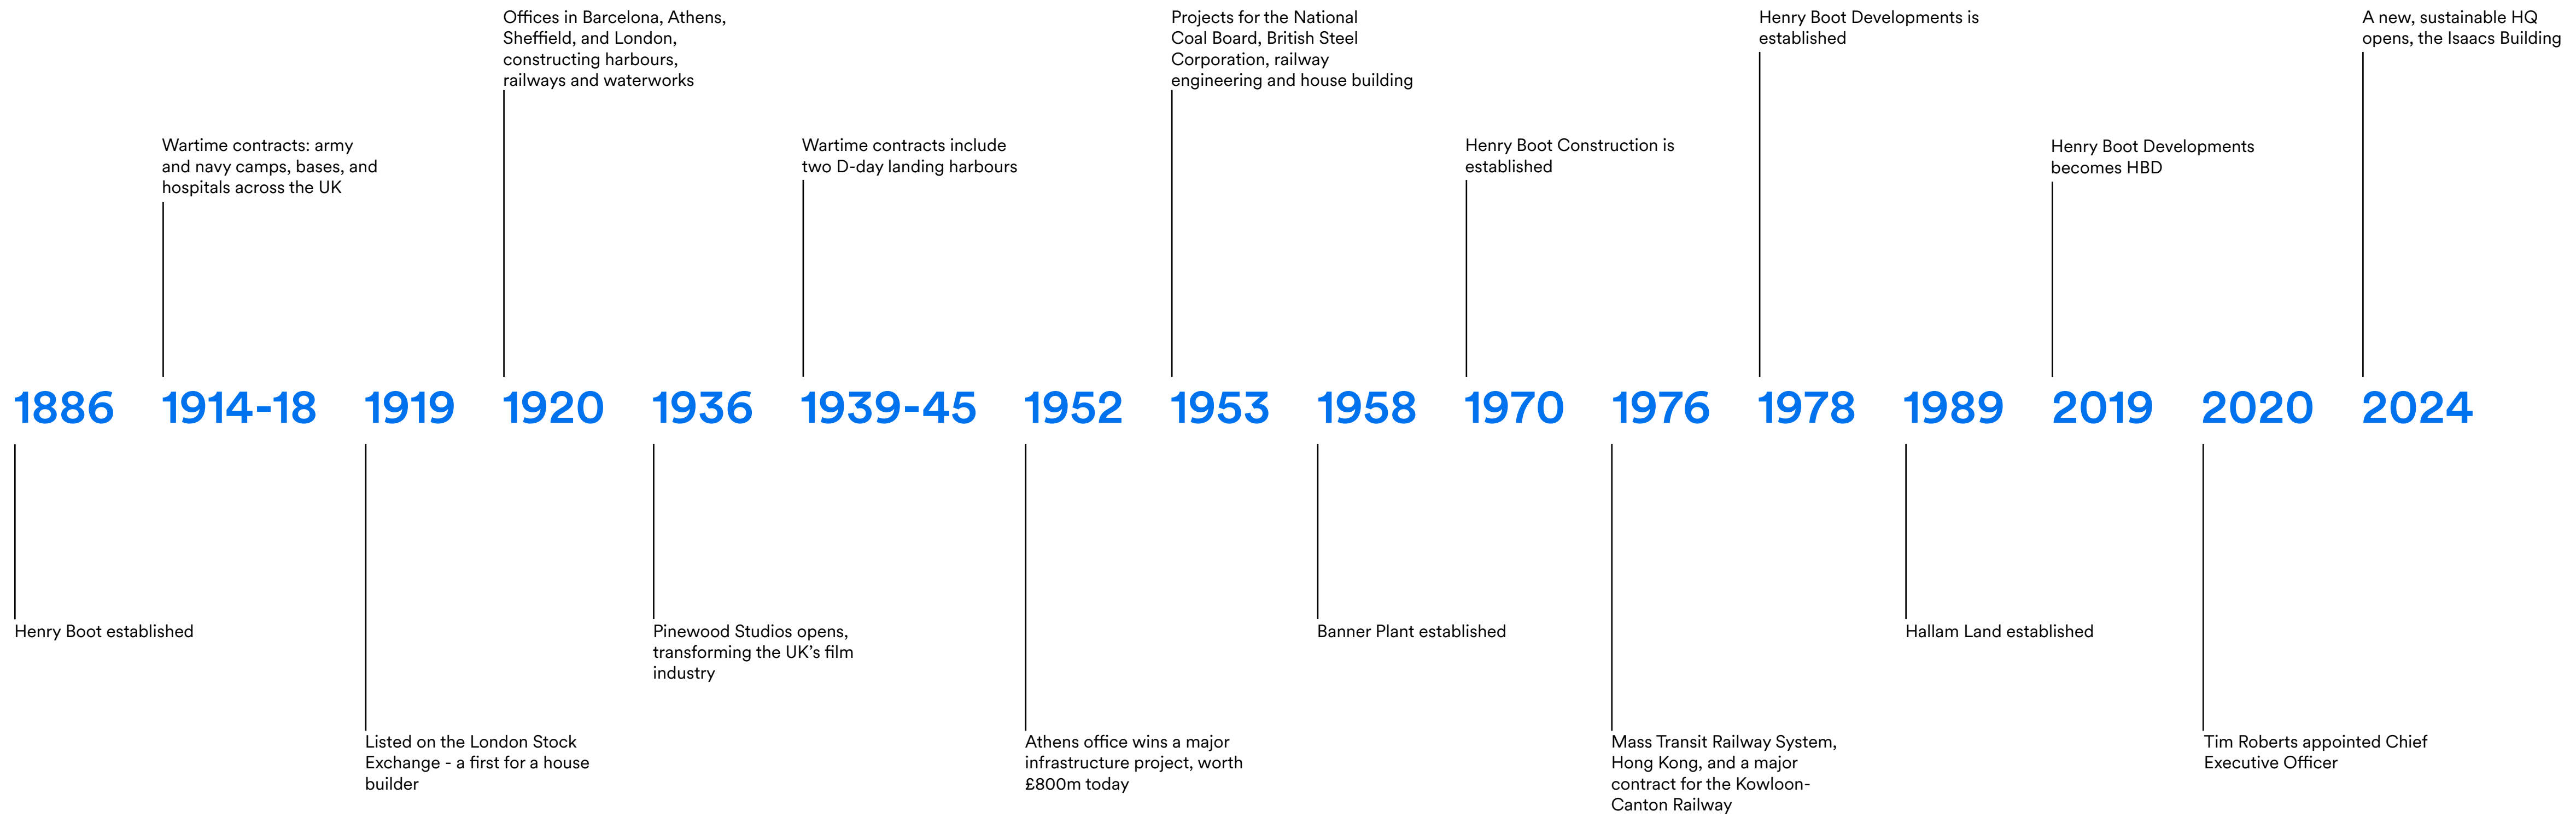 Offices in Barcelona, Athens,
Sheffield, and London,
constructing harbours,
railways and waterworks
Projects for the National
Coal Board, British Steel
Corporation, railway
engineering and house building
Henry Boot Developments is
established
A new, sustainable HQ
opens, the Isaacs Building
Wartime contracts: army
and navy camps, bases, and
hospitals across the UK
Wartime contracts include
two D-day landing harbours
Henry Boot Construction is
established
Henry Boot Developments
becomes HBD
1886 1914-18 1919 1920 1936 1939-45 1952 1953 1958 1970 1976 1978 1989 2019 2020 2024
Henry Boot established
Pinewood Studios opens,
transforming the UK’s film
industry
Banner Plant established
Hallam Land established
Listed on the London Stock
Exchange - a first for a house
builder
Athens office wins a major
infrastructure project, worth
£800m today
Mass Transit Railway System,
Hong Kong, and a major
contract for the Kowloon-
Canton Railway
Tim Roberts appointed Chief
Executive Officer